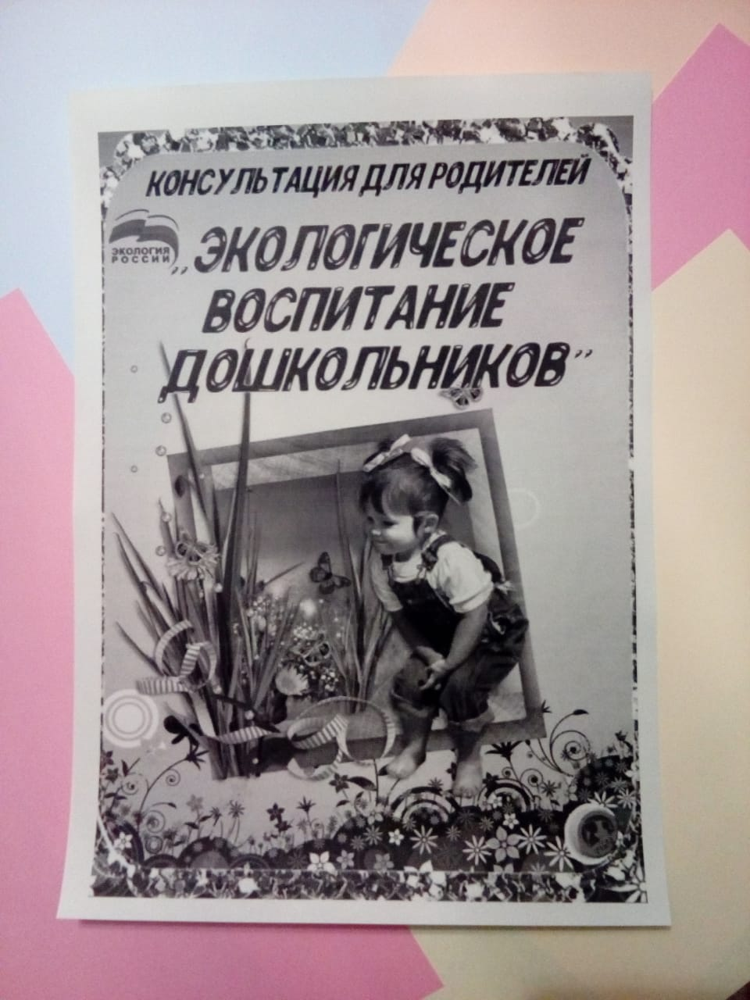 КОНСУЛЬТАЦИЯ ДЛЯ РОДИТЕЛЕЙ
ЭКОЛОГИЯ
РОССИИ
„ЭКОЛОГИЧЕСКОЕ
ВОСПИТАНИЕ
ДОШКОЛЬНИКОВ”